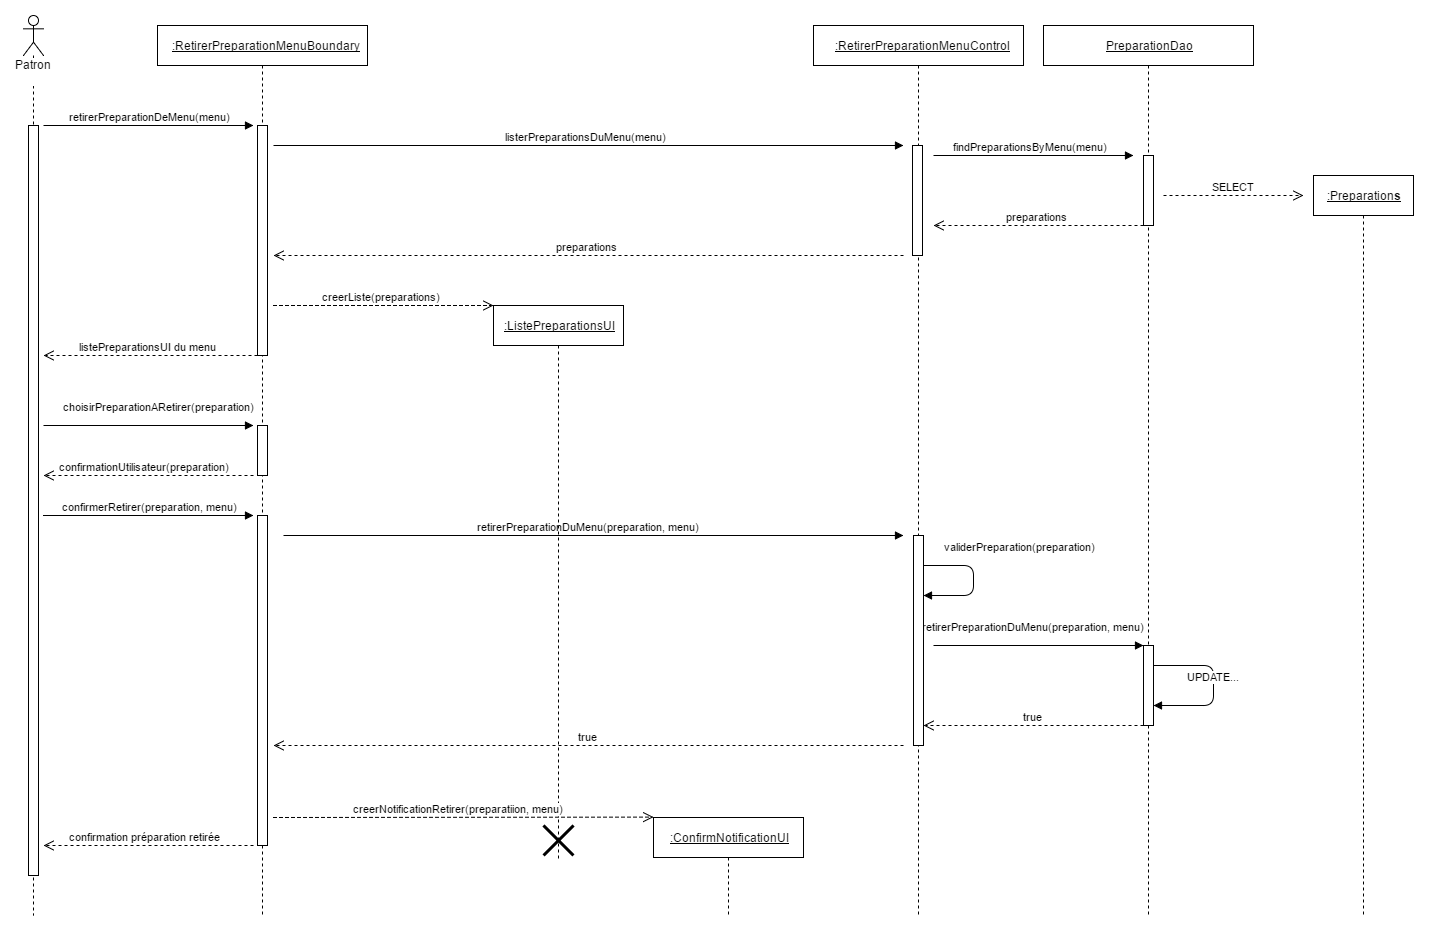 Patron
:RetirerPreparationMenuBoundary
:RetirerPreparationMenuControl
PreparationDao
retirerPreparationDeMenu(menu)
listerPreparationsDuMenu(menu)
findPreparationsByMenu(menu)
SELECT
:Preparations
preparations
preparations
creerListe(preparations)
:ListePreparationsUI
listePreparationsUI du menu
choisirPreparationARetirer(preparation)
confirmationUtilisateur(preparation)
confirmerRetirer(preparation, menu)
retirerPreparationDuMenu(preparation, menu)
validerPreparation(preparation)
retirerPreparationDuMenu(preparation, menu)
UPDATE...
true
true
creerNotificationRetirer(preparatiion, menu)
confirmation préparation retirée
:ConfirmNotificationUI